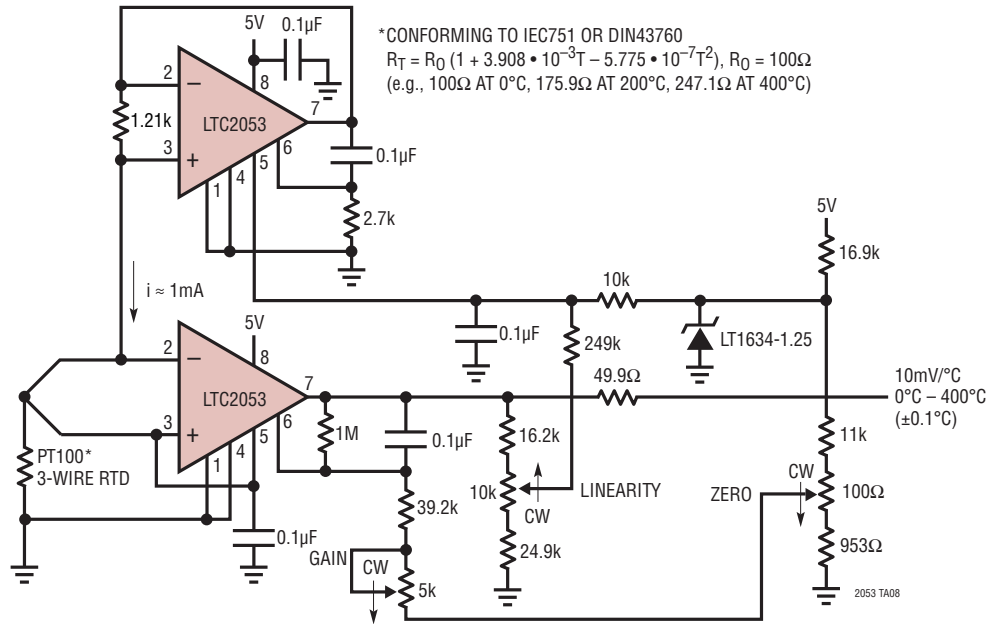 5V
0.1µF
*CONFORMING TO IEC751 OR DIN43760
R_T = R_O (1 + 3.908 • 10⁻³T – 5.775 • 10⁻⁷T²), R_O = 100Ω
(e.g., 100Ω AT 0°C, 175.9Ω AT 200°C, 247.1Ω AT 400°C)
2
–
8
7
1.21k
LTC2053
3
+
6
0.1µF
5
4
1
2.7k
5V
16.9k
i ≈ 1mA
10k
0.1µF
249k
LT1634-1.25
5V
2
–
8
7
49.9Ω
10mV/°C
0°C – 400°C
(±0.1°C)
LTC2053
3
+
6
5
4
1
1M
0.1µF
16.2k
11k
PT100*
3-WIRE RTD
10k
LINEARITY
CW
ZERO
CW
100Ω
39.2k
24.9k
953Ω
0.1µF
GAIN
CW
5k
2053 TA08